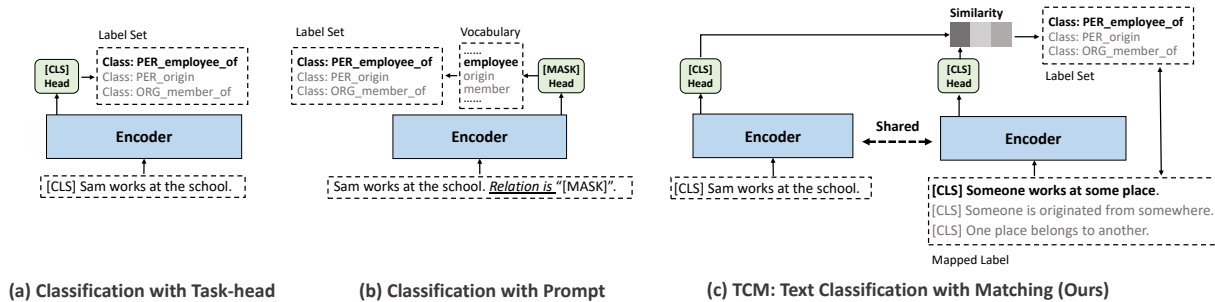 Label Set
[CLS]
Head
Class: PER_employee_of
Class: PER_origin
Class: ORG_member_of
Encoder
[CLS] Sam works at the school.
(a) Classification with Task-head
Label Set
Vocabulary
Class: PER_employee_of
Class: PER_origin
Class: ORG_member_of
......
employee
origin
member
......
[MASK]
Head
Encoder
Sam works at the school. Relation is “[MASK]”.
(b) Classification with Prompt
Similarity
Class: PER_employee_of
Class: PER_origin
Class: ORG_member_of
Label Set
[CLS]
Head
[CLS]
Head
Encoder
Shared
Encoder
[CLS] Sam works at the school.
[CLS] Someone works at some place.
[CLS] Someone is originated from somewhere.
[CLS] One place belongs to another.
Mapped Label
(c) TCM: Text Classification with Matching (Ours)